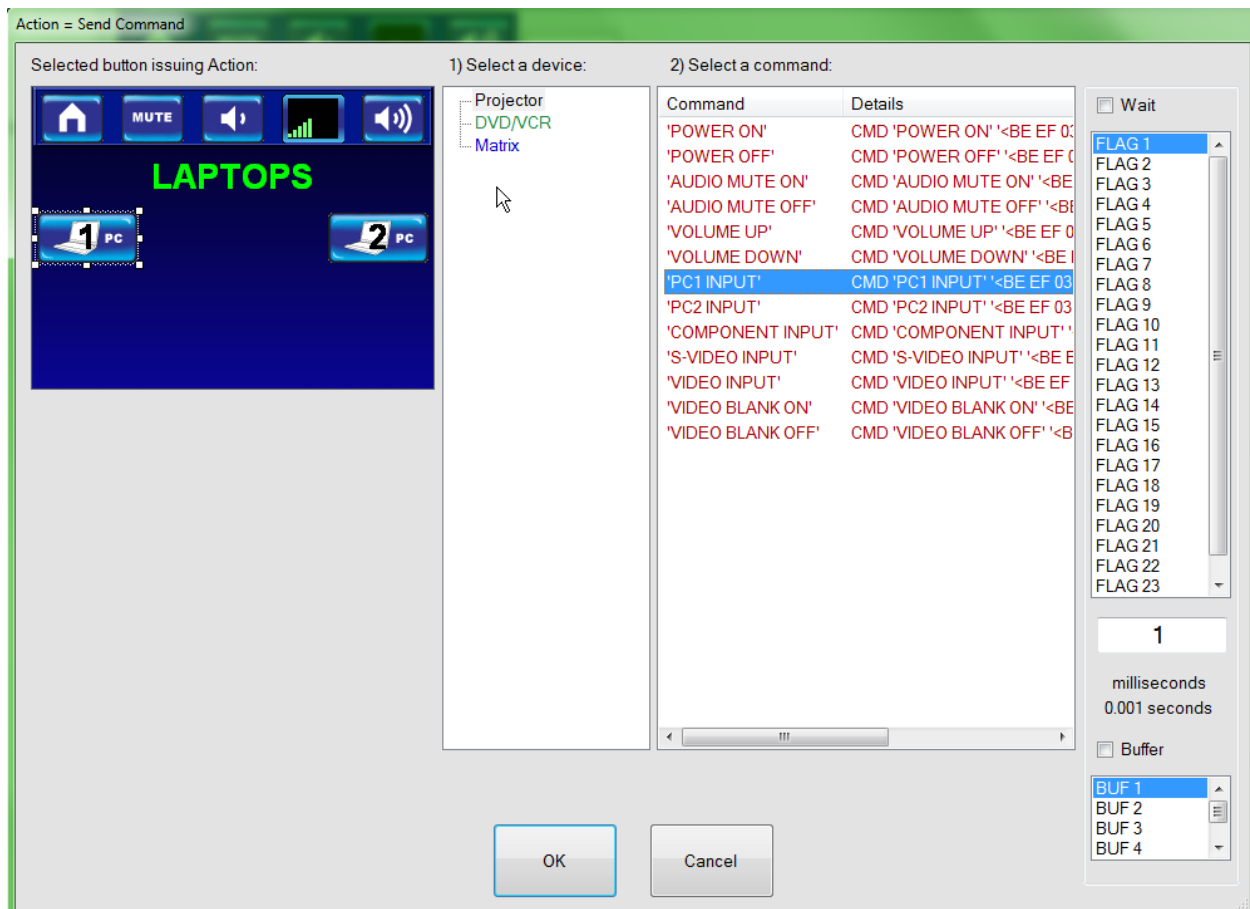 Action = Send Command
Selected button issuing Action:
1) Select a device:
2) Select a command:
MUTE
LAPTOPS
1 PC
2 PC
Projector
DVD/VCR
Matrix
Command Details
'POWER ON' CMD 'POWER ON' '<BE EF 03
'POWER OFF' CMD 'POWER OFF' '<BE EF 0
'AUDIO MUTE ON' CMD 'AUDIO MUTE ON' '<BE
'AUDIO MUTE OFF' CMD 'AUDIO MUTE OFF' '<BE
'VOLUME UP' CMD 'VOLUME UP' '<BE EF 0
'VOLUME DOWN' CMD 'VOLUME DOWN' '<BE
'PC1 INPUT' CMD 'PC1 INPUT' '<BE EF 03
'PC2 INPUT' CMD 'PC2 INPUT' '<BE EF 03
'COMPONENT INPUT' CMD 'COMPONENT INPUT' '
'S-VIDEO INPUT' CMD 'S-VIDEO INPUT' '<BE E
'VIDEO INPUT' CMD 'VIDEO INPUT' '<BE EF
'VIDEO BLANK ON' CMD 'VIDEO BLANK ON' '<BE
'VIDEO BLANK OFF' CMD 'VIDEO BLANK OFF' '<B
Wait
FLAG 1
FLAG 2
FLAG 3
FLAG 4
FLAG 5
FLAG 6
FLAG 7
FLAG 8
FLAG 9
FLAG 10
FLAG 11
FLAG 12
FLAG 13
FLAG 14
FLAG 15
FLAG 16
FLAG 17
FLAG 18
FLAG 19
FLAG 20
FLAG 21
FLAG 22
FLAG 23
1
milliseconds
0.001 seconds
Buffer
BUF 1
BUF 2
BUF 3
BUF 4
OK
Cancel